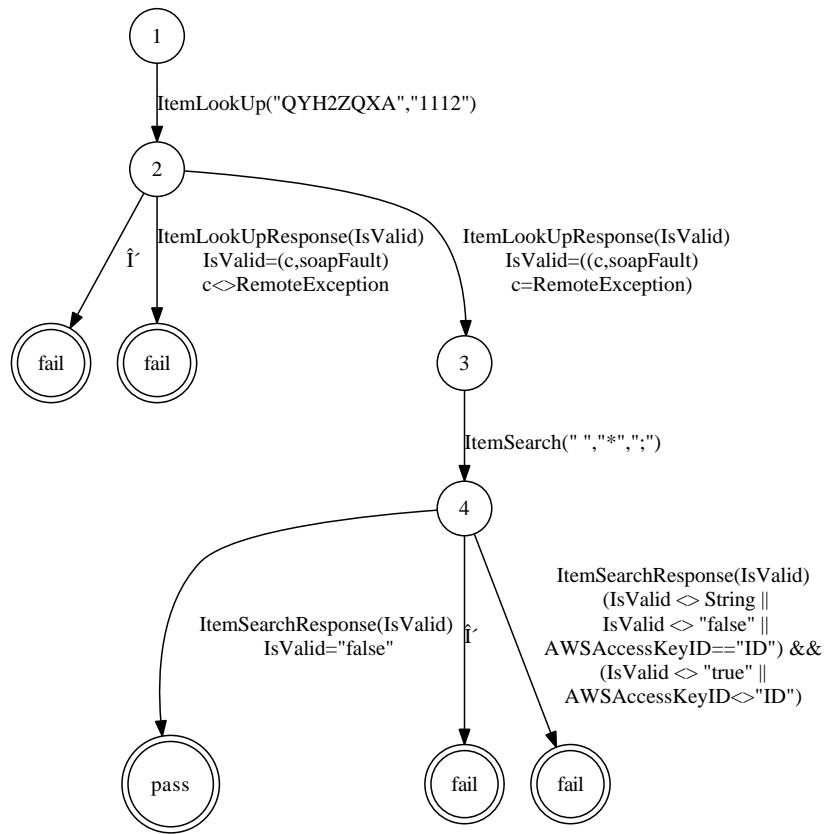 1
ItemLookUp("QYH2ZQXA","1112")
2
Î´
ItemLookUpResponse(IsValid)
IsValid=(c,soapFault)
c<>RemoteException
ItemLookUpResponse(IsValid)
IsValid=((c,soapFault)
c=RemoteException)
fail
fail
3
ItemSearch(" ","*",";")
4
ItemSearchResponse(IsValid)
IsValid="false"
Î´
ItemSearchResponse(IsValid)
(IsValid <> String ||
IsValid <> "false" ||
AWSAccessKeyID=="ID") &&
(IsValid <> "true" ||
AWSAccessKeyID<>"ID")
pass
fail
fail